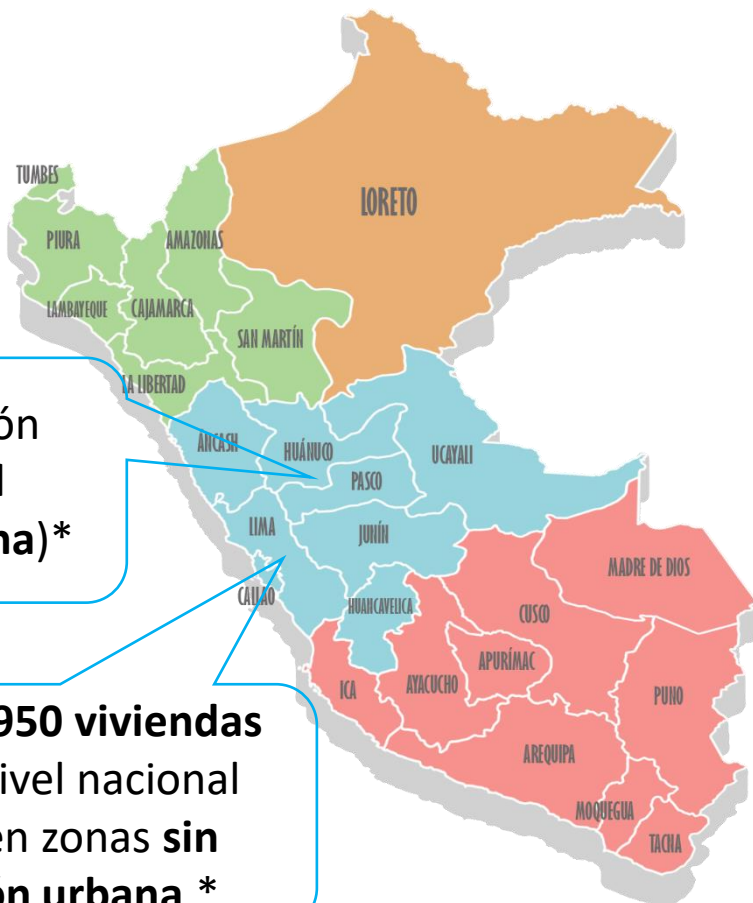 LORETO
TUMBES
PIURA
AMAZONAS
LAMBAYEQUE
CAJAMARCA
SAN MARTÍN
LA LIBERTAD
ANCASH
HUÁNUCO
UCAYALI
PASCO
LIMA
JUNÍN
CALLAO
HUANCAVELICA
MADRE DE DIOS
CUSCO
ICA
AYACUCHO
APURÍMAC
PUNO
AREQUIPA
MOQUEGUA
TACNA
ón
l
na)*
950 viviendas
ivel nacional
en zonas sin
ón urbana.*